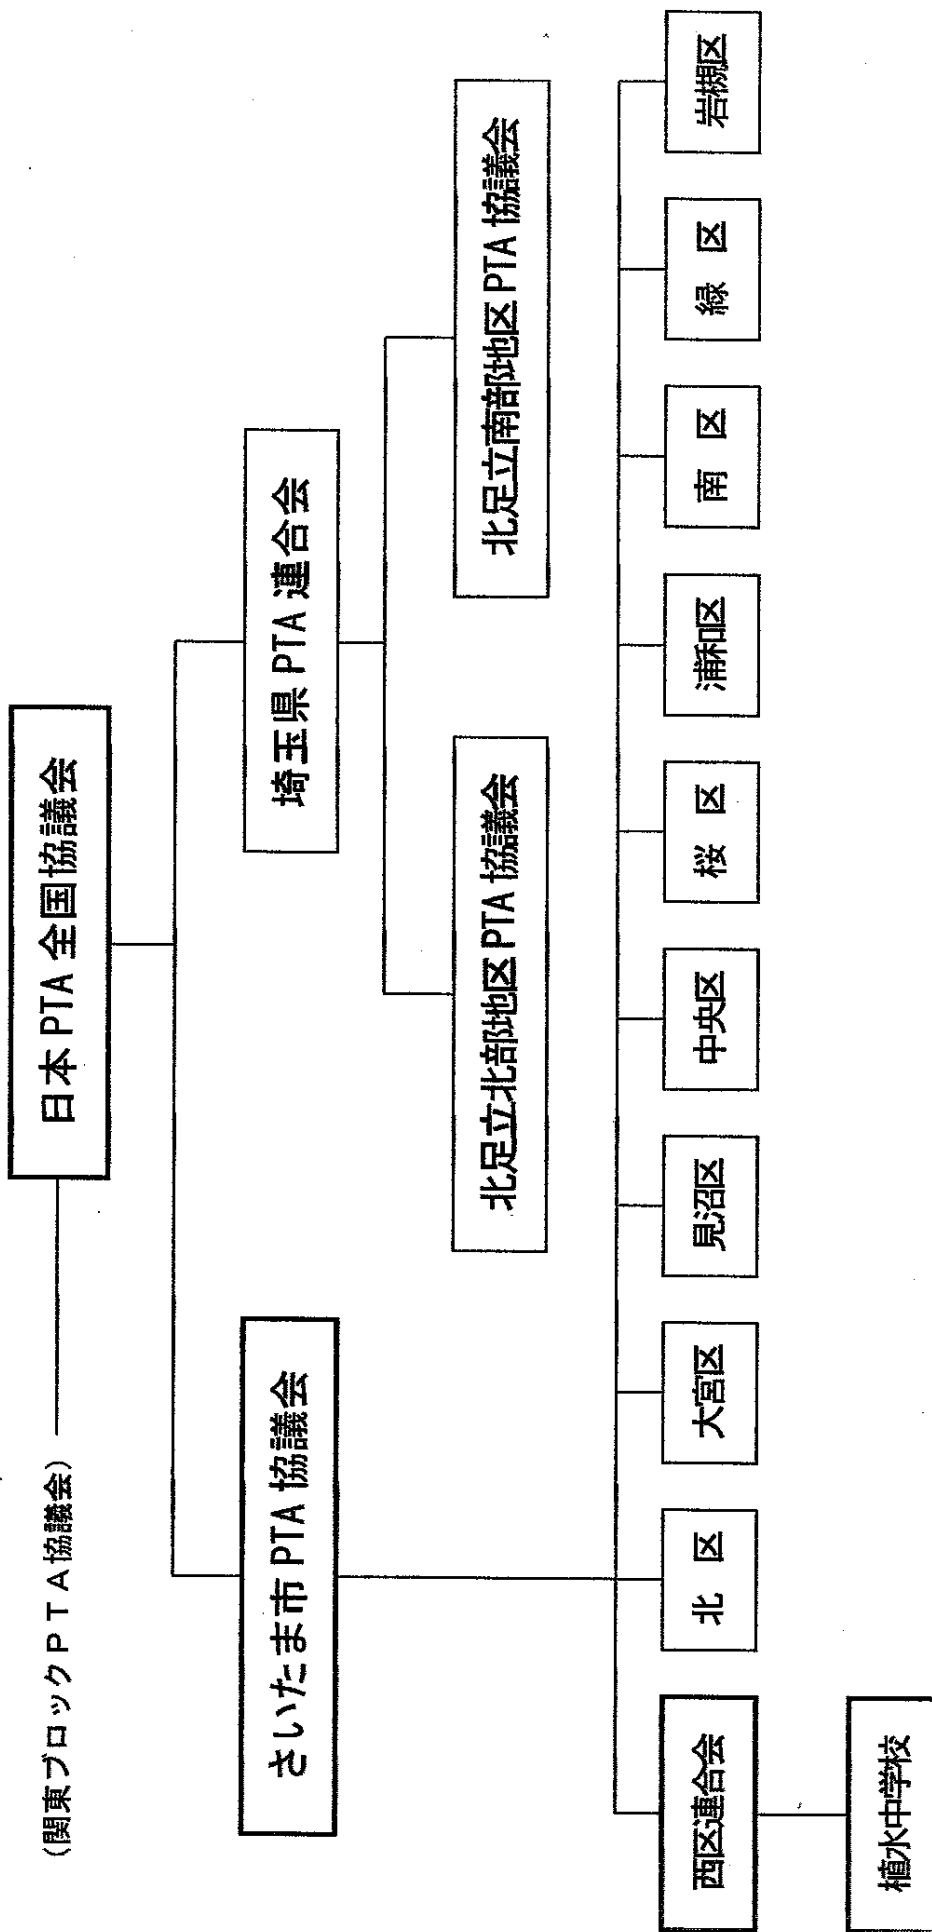 日本 PTA 全国協議会
(関東ブロックPTA協議会)
さいたま市 PTA 協議会
埼玉県 PTA 連合会
北足立北部地区 PTA 協議会
北足立南部地区 PTA 協議会
西区連合会
北 区
大宮区
見沼区
中央区
桜 区
浦和区
南 区
緑 区
岩槻区
植水中学校